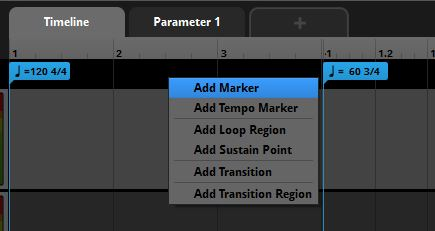 Timeline
Parameter 1
+
1 2 3 1 1.2
♩=120 4/4
♩= 60 3/4
Add Marker
Add Tempo Marker
Add Loop Region
Add Sustain Point
Add Transition
Add Transition Region